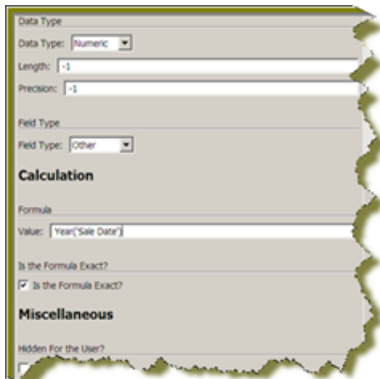 Data Type
Data Type: Numeric
Length: -1
Precision: -1
Field Type
Field Type: Other
Calculation
Formula
Value: Year('Sale Date')
Is the Formula Exact?
Is the Formula Exact?
Miscellaneous
Hidden For the User?